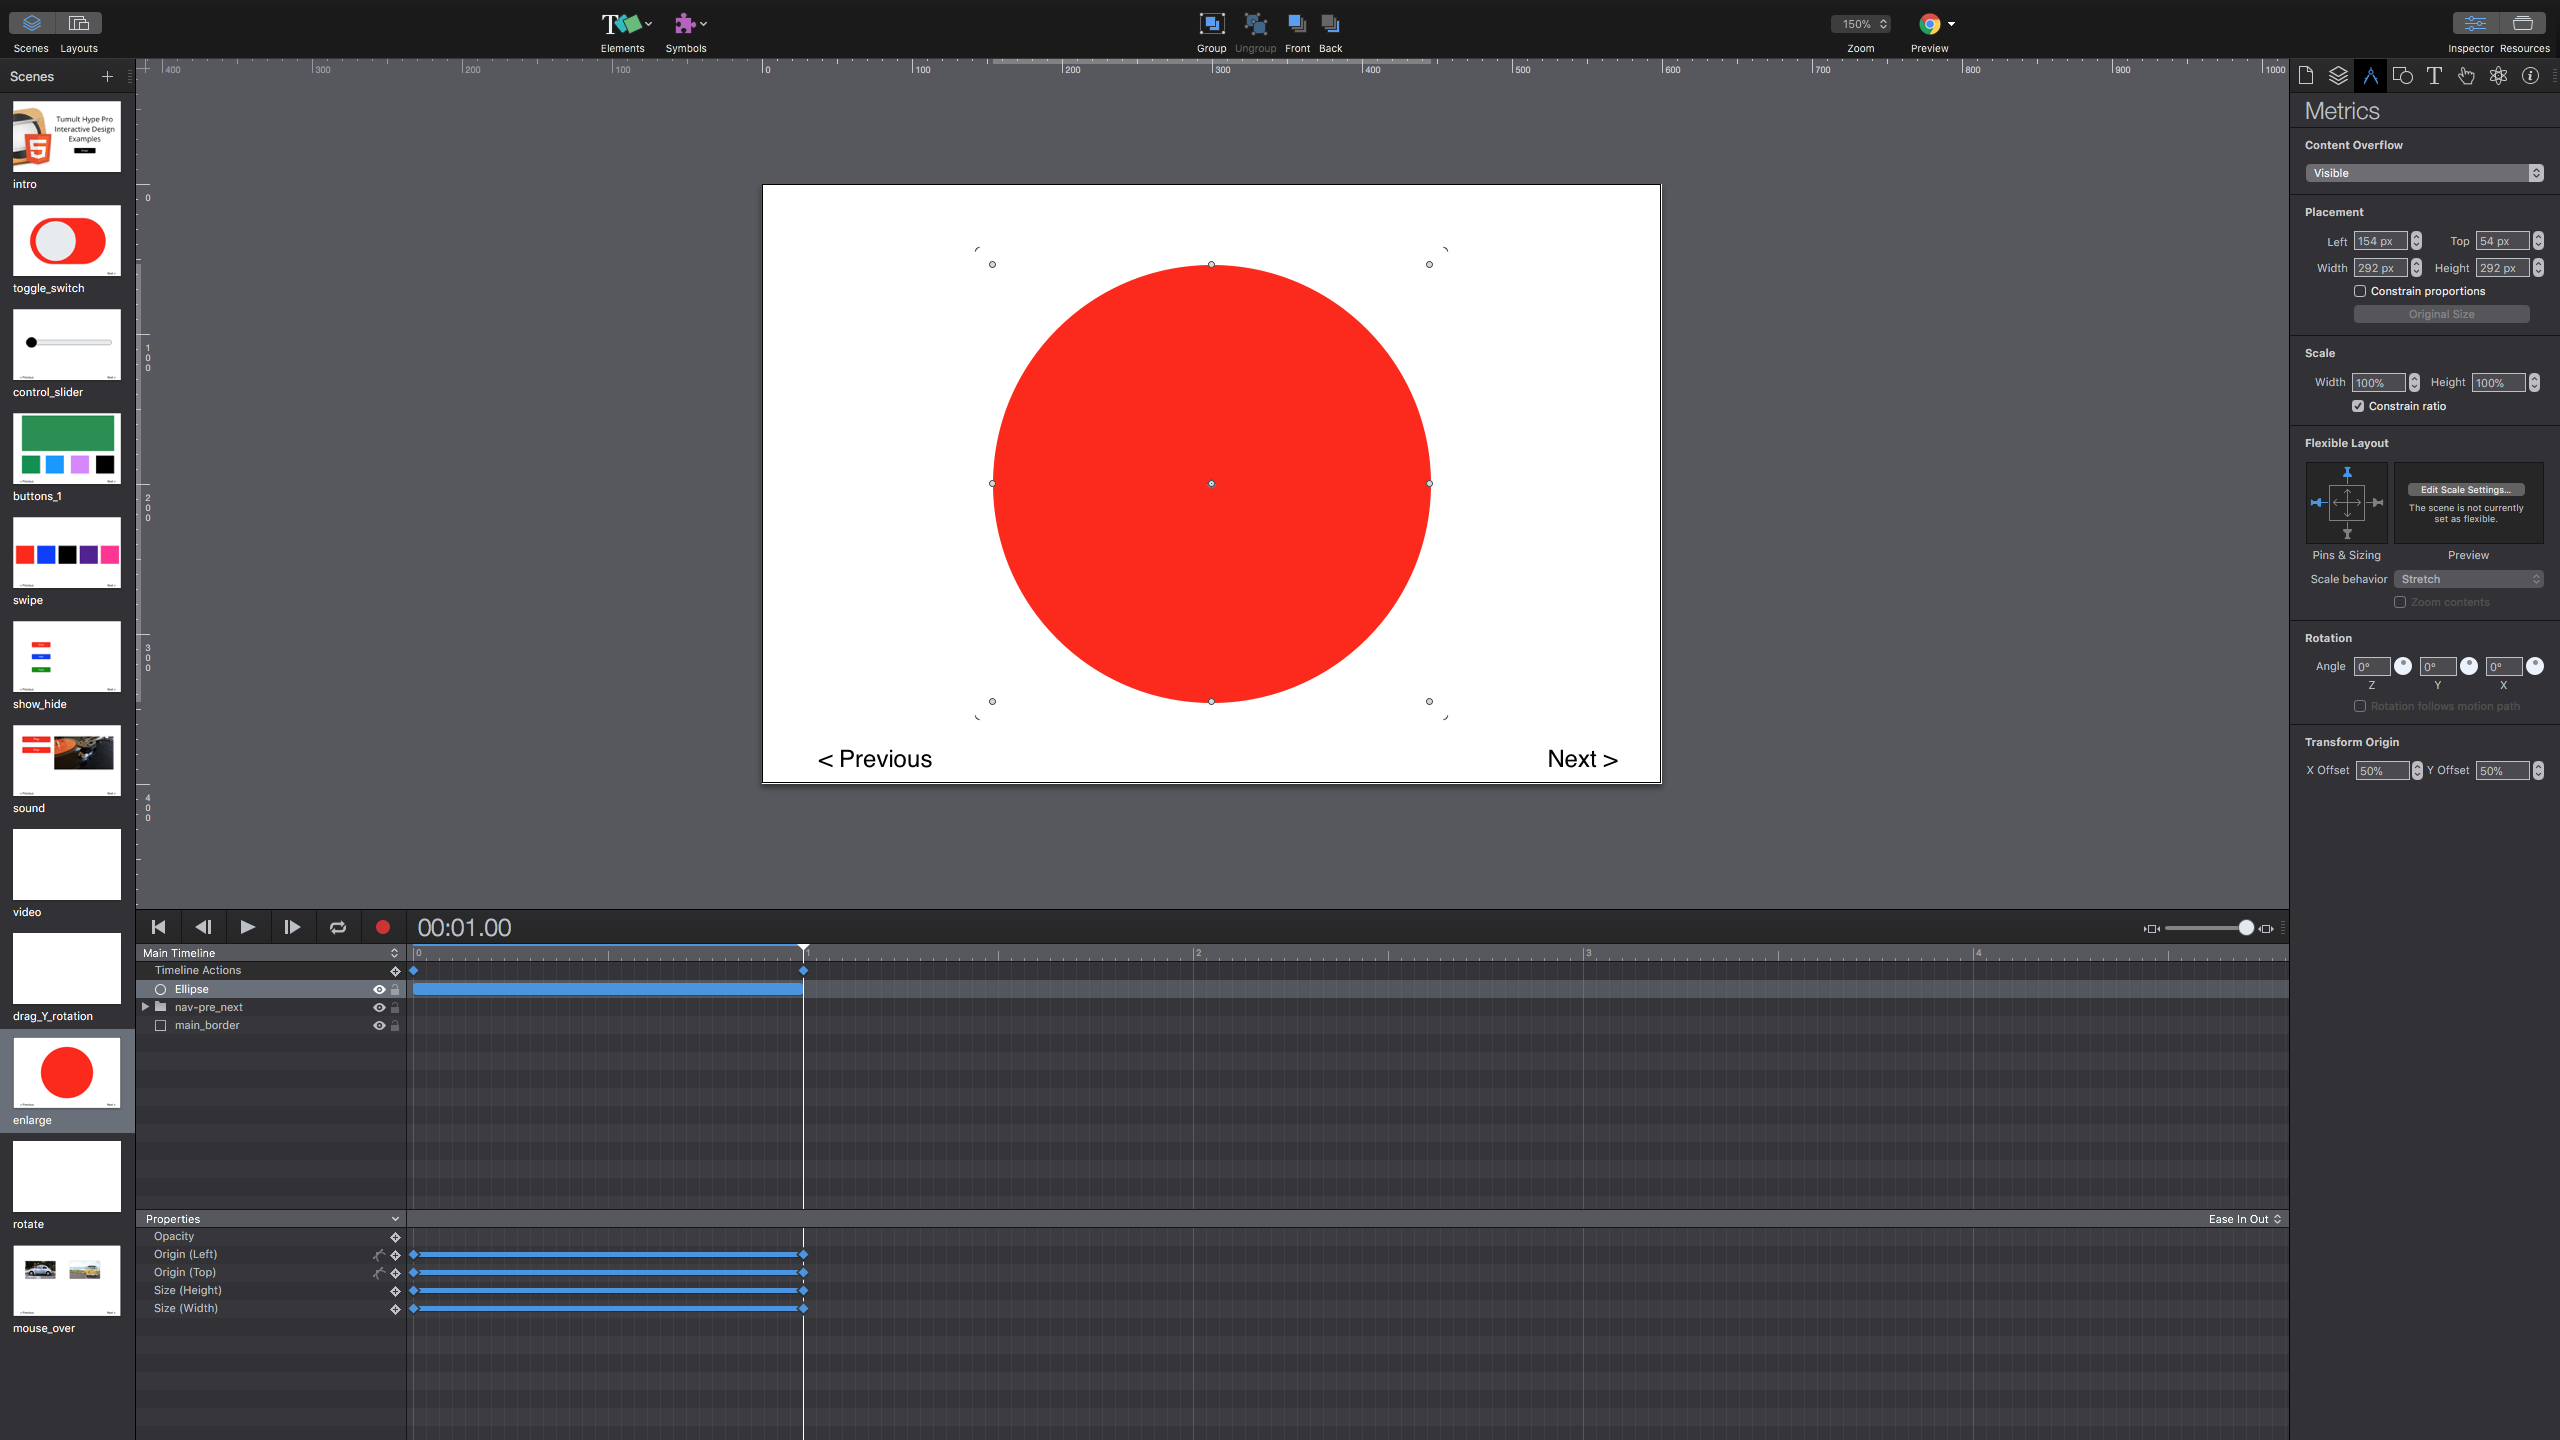 Scenes
Layouts
T
Elements
Symbols
Group
Ungroup
Front
Back
150%
Zoom
Preview
Inspector
Resources
Scenes +
400 300 200 100 0 100 200 300 400 500 600 700 800 900 1000
Tumult Hype Pro
Interactive Design
Examples
5
intro
toggle_switch
control_slider
buttons_1
swipe
show_hide
sound
video
drag_Y_rotation
enlarge
rotate
mouse_over
0
100
200
300
400
< Previous
Next >
00:01.00
Main Timeline
0 1 2 3 4
Timeline Actions
Ellipse
nav-pre_next
main_border
Properties
Ease In Out
Opacity
Origin (Left)
Origin (Top)
Size (Height)
Size (Width)
T
Metrics
Content Overflow
Visible
Placement
Left 154 px Top 54 px
Width 292 px Height 292 px
Constrain proportions
Original Size
Scale
Width 100% Height 100%
Constrain ratio
Flexible Layout
Edit Scale Settings...
The scene is not currently
set as flexible.
Pins & Sizing
Preview
Scale behavior Stretch
Zoom contents
Rotation
Angle 0° 0° 0°
Z Y X
Rotation follows motion path
Transform Origin
X Offset 50% Y Offset 50%